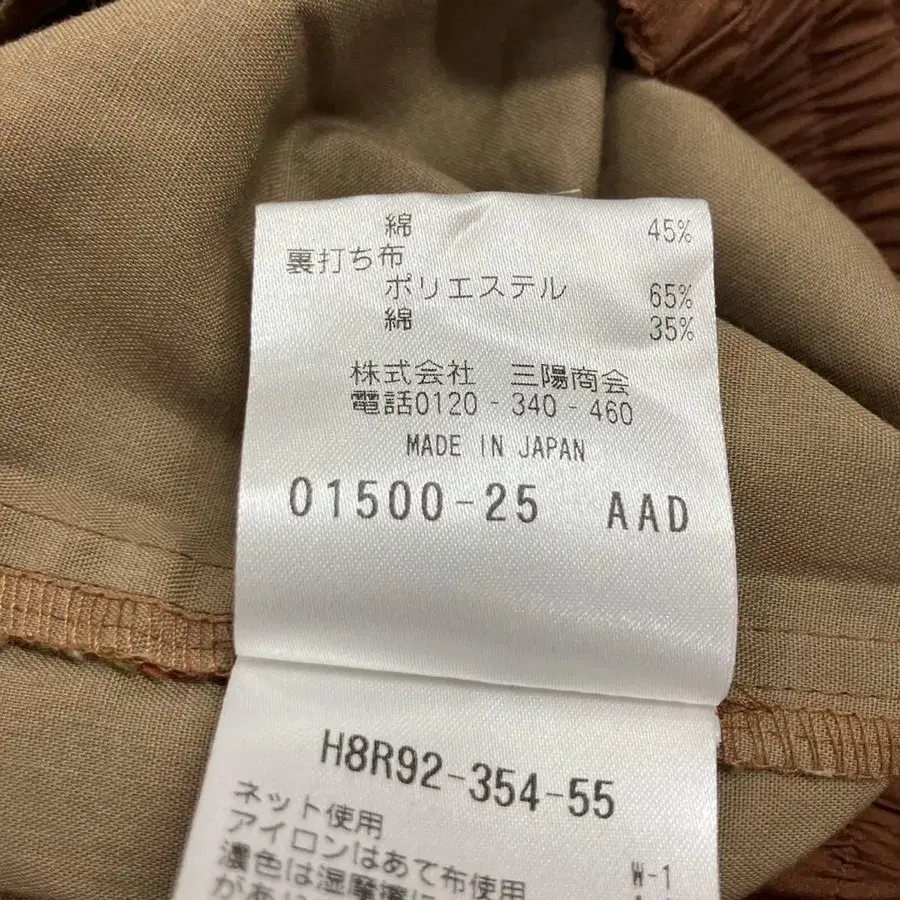 綿 45%
裏打ち布
ポリエステル 65%
綿 35%
株式会社 三陽商会
電話0120-340-460
MADE IN JAPAN
01500-25 AAD
H8R92-354-55
ネット使用
アイロンはあて布使用 W-1
濃色は湿摩擦に
があり